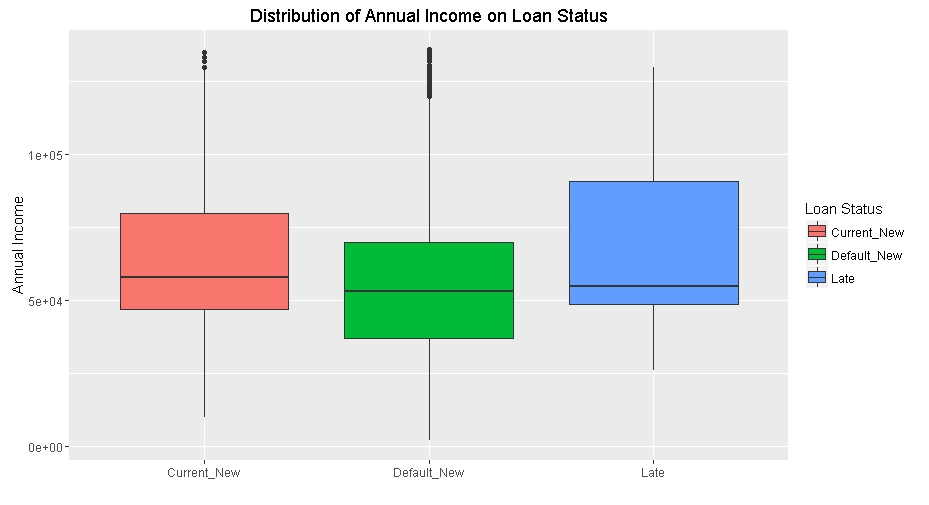 Distribution of Annual Income on Loan Status
Annual Income
1e+05
5e+04
0e+00
Current_New
Default_New
Late
Loan Status
Current_New
Default_New
Late